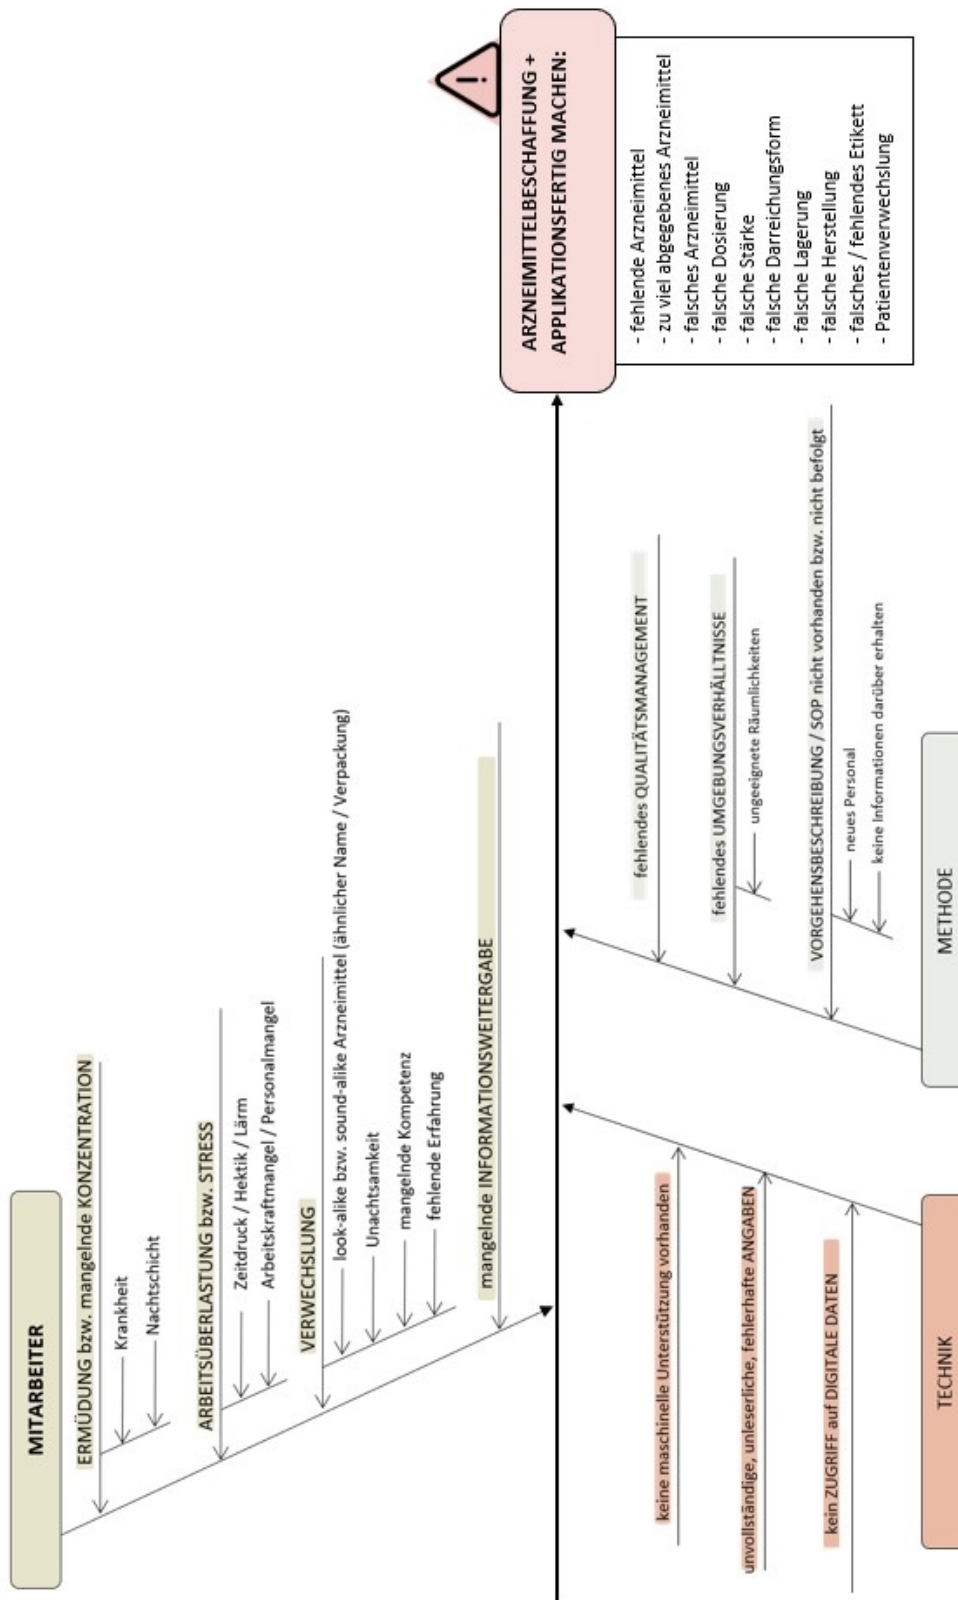 MITARBEITER
ERMÜDUNG bzw. mangelnde KONZENTRATION
Krankheit
Nachtschicht
ARBEITSÜBERLASTUNG bzw. STRESS
Zeitdruck / Hektik / Lärm
Arbeitskraftmangel / Personalmangel
VERWECHSLUNG
look-alike bzw. sound-alike Arzneimittel (ähnlicher Name / Verpackung)
Unachtsamkeit
mangelnde Kompetenz
fehlende Erfahrung
mangelnde INFORMATIONSWEITERGABE
ARZNEIMITTELBESCHAFFUNG +
APPLIKATIONSFERTIG MACHEN:
- fehlende Arzneimittel
- zu viel abgegebenes Arzneimittel
- falsches Arzneimittel
- falsche Dosierung
- falsche Stärke
- falsche Darreichungsform
- falsche Lagerung
- falsche Herstellung
- falsches / fehlendes Etikett
- Patientenverwechslung
keine maschinelle Unterstützung vorhanden
unvollständige, unleserliche, fehlerhafte ANGABEN
kein ZUGRIFF auf DIGITALE DATEN
TECHNIK
fehlendes QUALITÄTSMANAGEMENT
fehlendes UMGEBUNGSVERHÄLLTNISSE
ungeeignete Räumlichkeiten
VORGEHENSBESCHREIBUNG / SOP nicht vorhanden bzw. nicht befolgt
neues Personal
keine Informationen darüber erhalten
METHODE